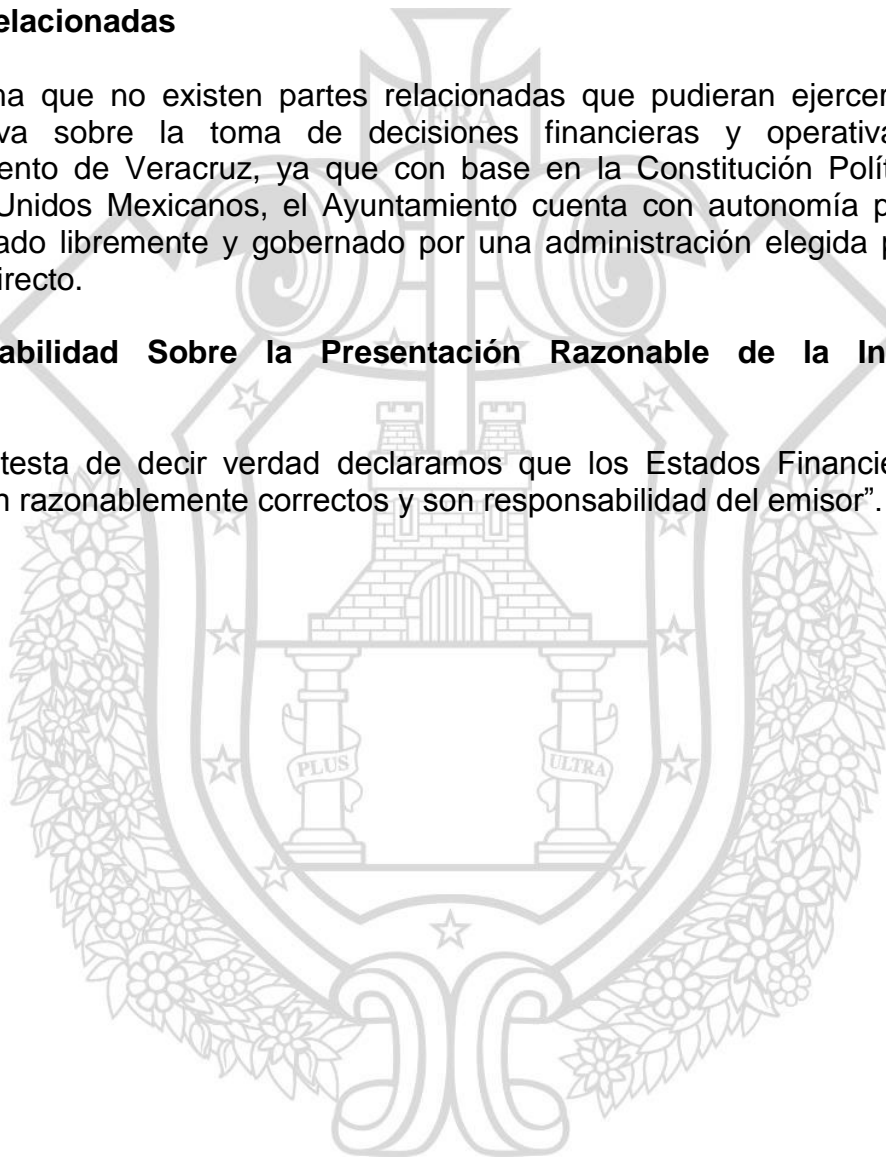 elacionadas
na que no existen partes relacionadas que pudieran ejercer
va sobre la toma de decisiones financieras y operativa
ento de Veracruz, ya que con base en la Constitución Polít
Unidos Mexicanos, el Ayuntamiento cuenta con autonomía p
ado libremente y gobernado por una administración elegida p
irecto.
abilidad Sobre la Presentación Razonable de la In
testa de decir verdad declaramos que los Estados Financie
n razonablemente correctos y son responsabilidad del emisor”.
VERA
PLUS
ULTRA